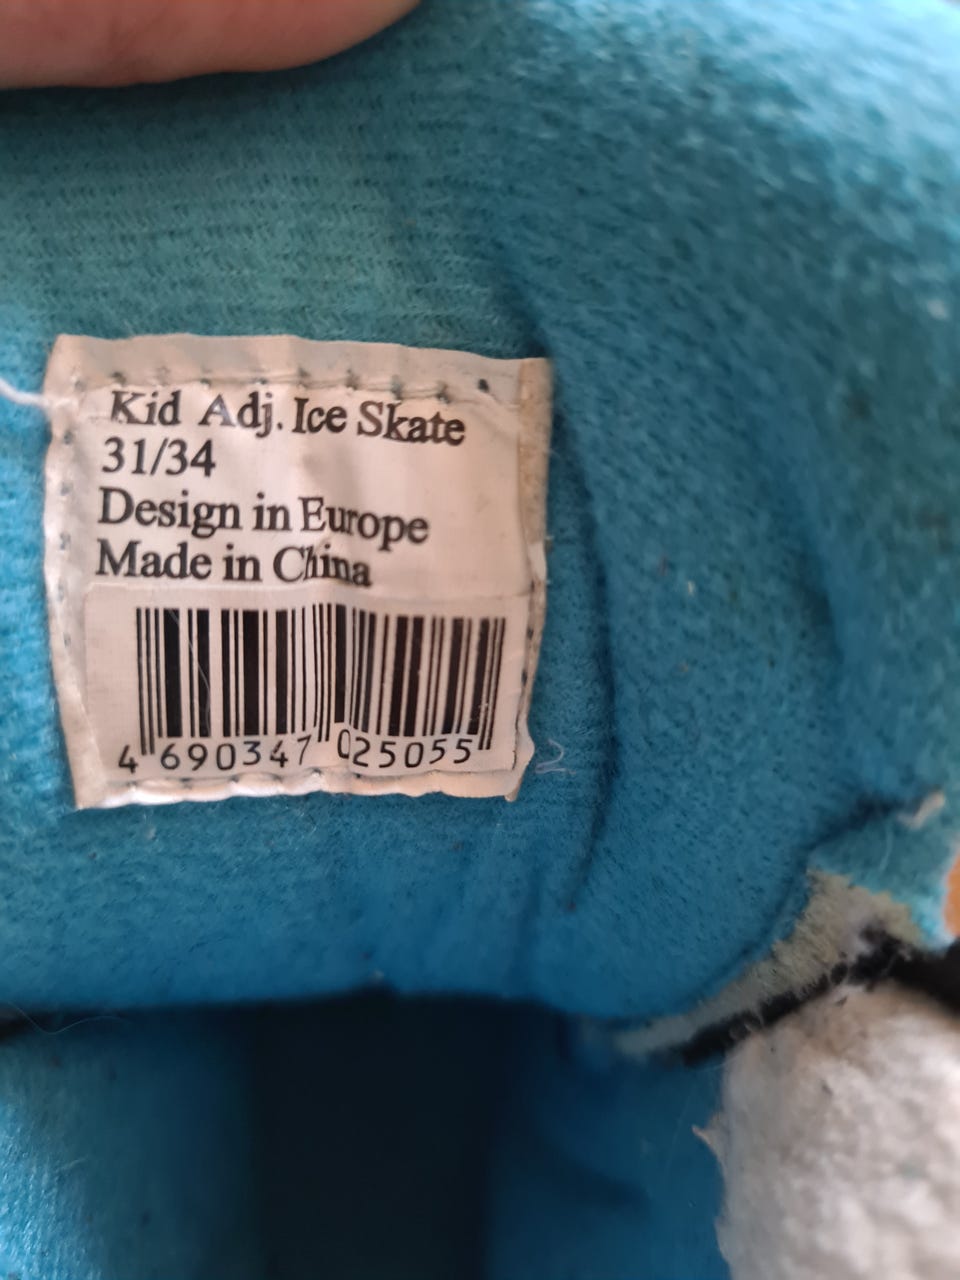 Kid Adj. Ice Skate
31/34
Design in Europe
Made in China
4 690347 025055